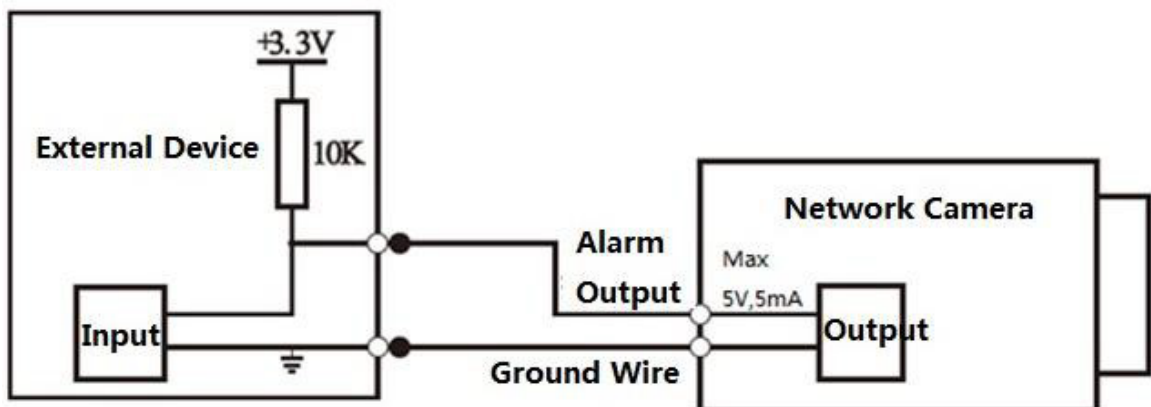 +3.3V
External Device
10K
Network Camera
Alarm
Output
Max
5V,5mA
Input
Output
Ground Wire